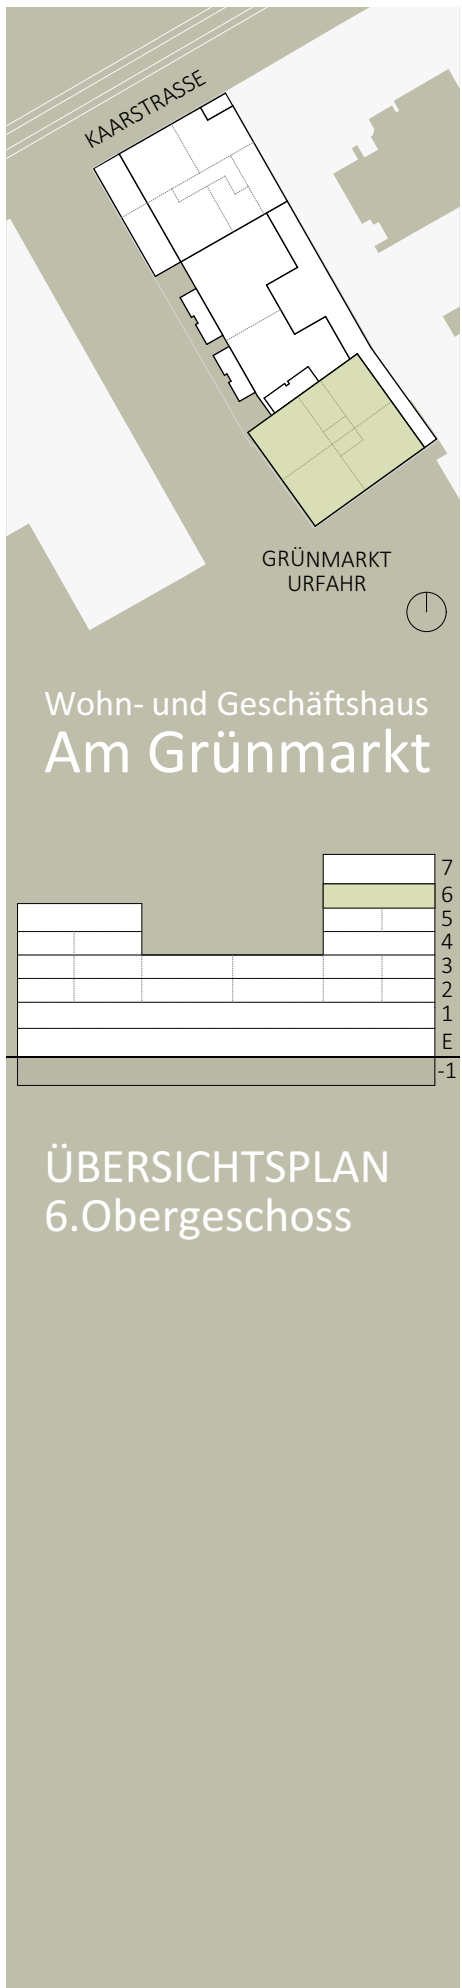 KAARSTRASSE
GRÜNMARKT
URFAHR
Wohn- und Geschäftshaus
Am Grünmarkt
7
6
5
4
3
2
1
E
-1
ÜBERSICHTSPLAN
6.Obergeschoss